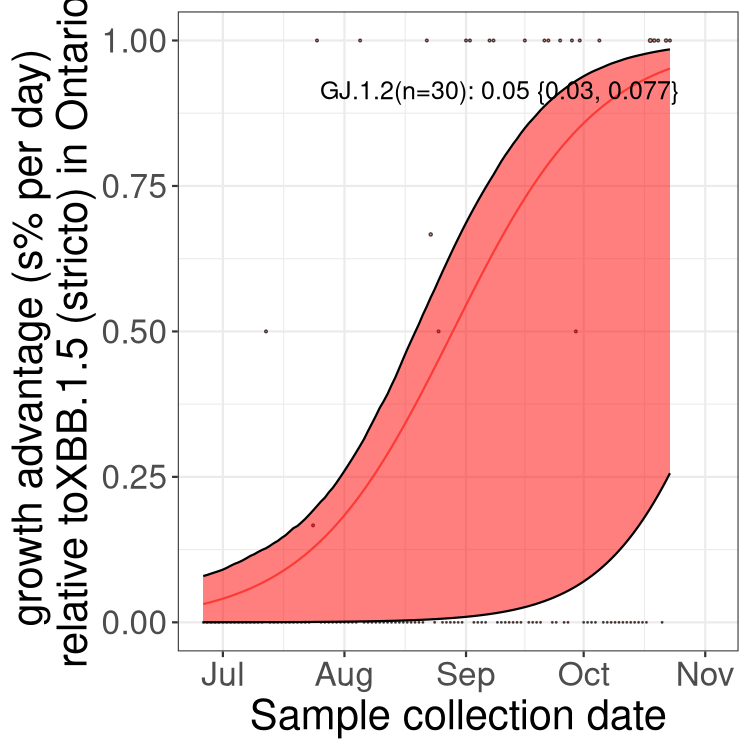 growth advantage (s% per day)
relative toXBB.1.5 (stricto) in Ontario
1.00
0.75
0.50
0.25
0.00
GJ.1.2(n=30): 0.05 {0.03, 0.077}
Jul Aug Sep Oct Nov
Sample collection date